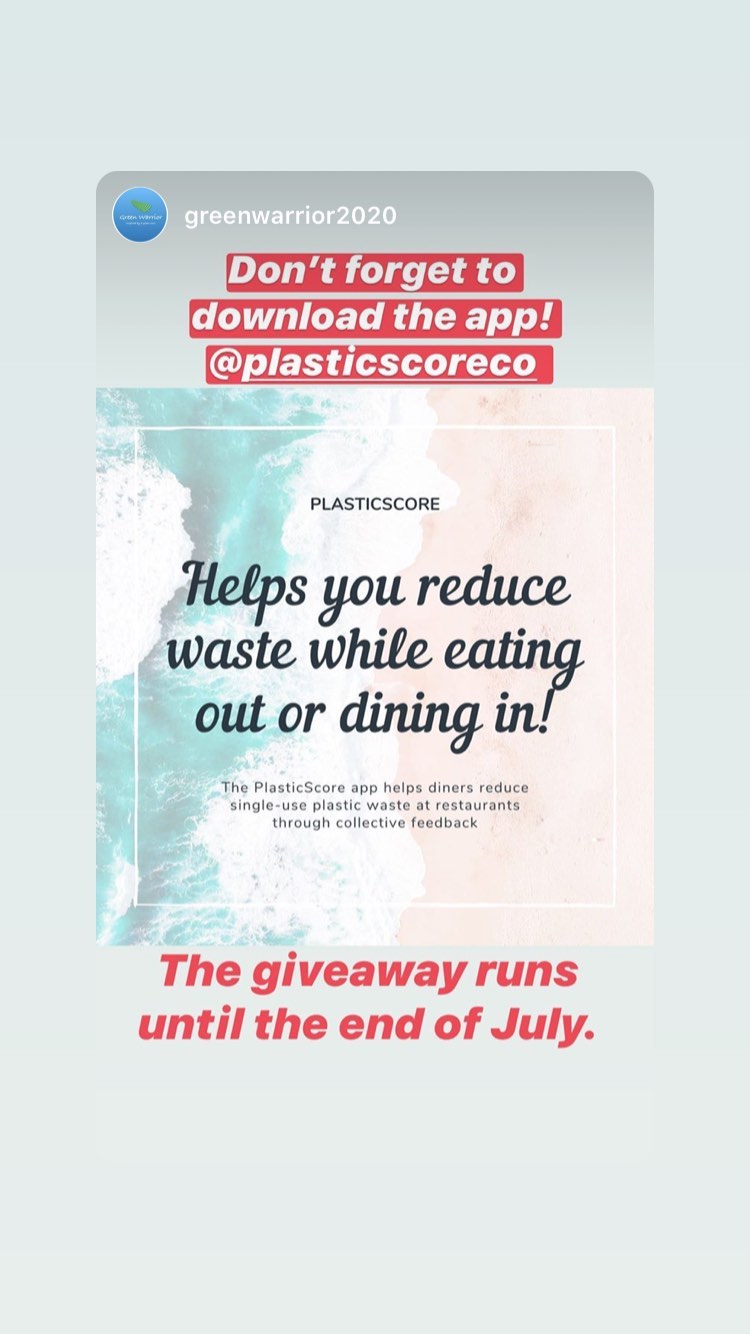 Green Warrior
greenwarrior2020
Don't forget to
download the app!
@plasticscoreco
PLASTICSCORE
Helps you reduce
waste while eating
out or dining in!
The PlasticScore app helps diners reduce
single-use plastic waste at restaurants
through collective feedback
The giveaway runs
until the end of July.